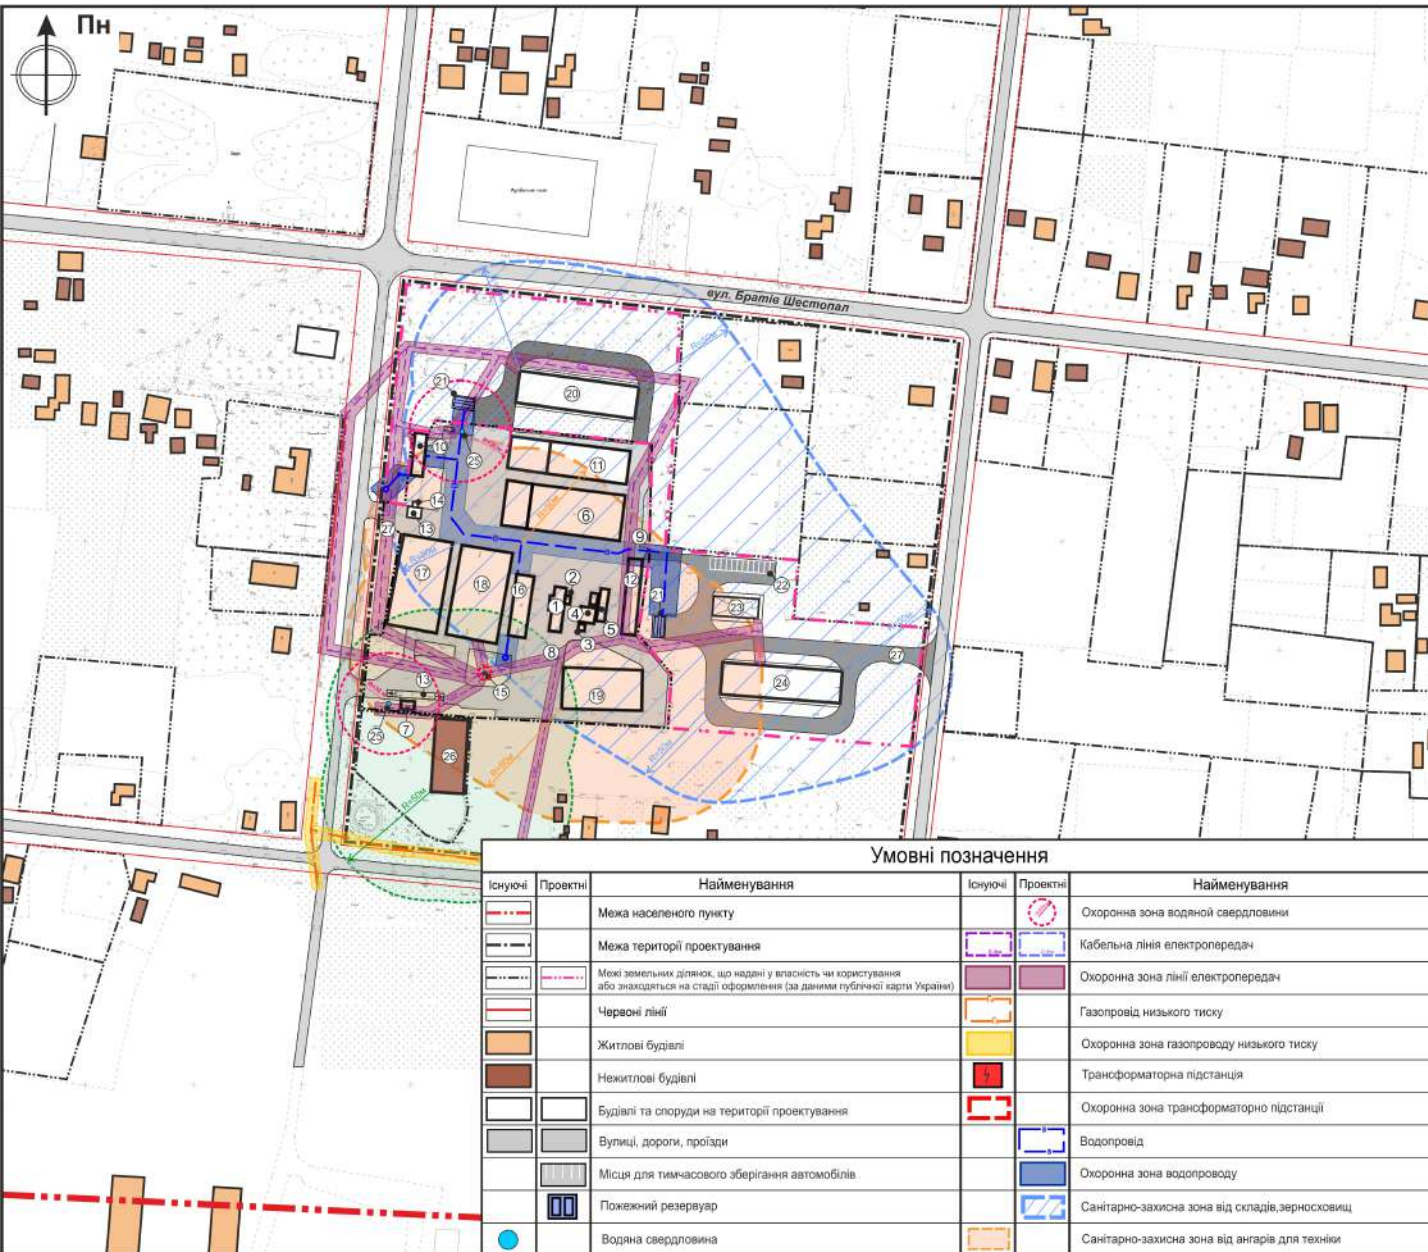 Пн
вул. Братів Шестопал
R=50м
21
20
10
25
11
14
6
27
13
9
17
18
16
2
12
22
1
4
21
23
5
3
8
27
13
15
19
24
7
25
26
R=50м
R=50м
R=50м
Умовні позначення
Існуючі Проектні Найменування Існуючі Проектні Найменування
Межа населеного пункту
Охоронна зона водяной свердловини
Межа території проектування
Кабельна лінія електропередач
Межі земельних ділянок, що надані у власність чи користування
або знаходяться на стадії оформлення (за даними публічної карти України)
Охоронна зона лінії електропередач
Червоні лінії
Газопровід низького тиску
Житлові будівлі
Охоронна зона газопроводу низького тиску
Нежитлові будівлі
Трансформаторна підстанція
Будівлі та споруди на території проектування
Охоронна зона трансформаторно підстанції
Вулиці, дороги, проїзди
Водопровід
Місця для тимчасового зберігання автомобілів
Охоронна зона водопроводу
Пожежний резервуар
Санітарно-захисна зона від складів,зерносховищ
Водяна свердловина
Санітарно-захисна зона від ангарів для техніки